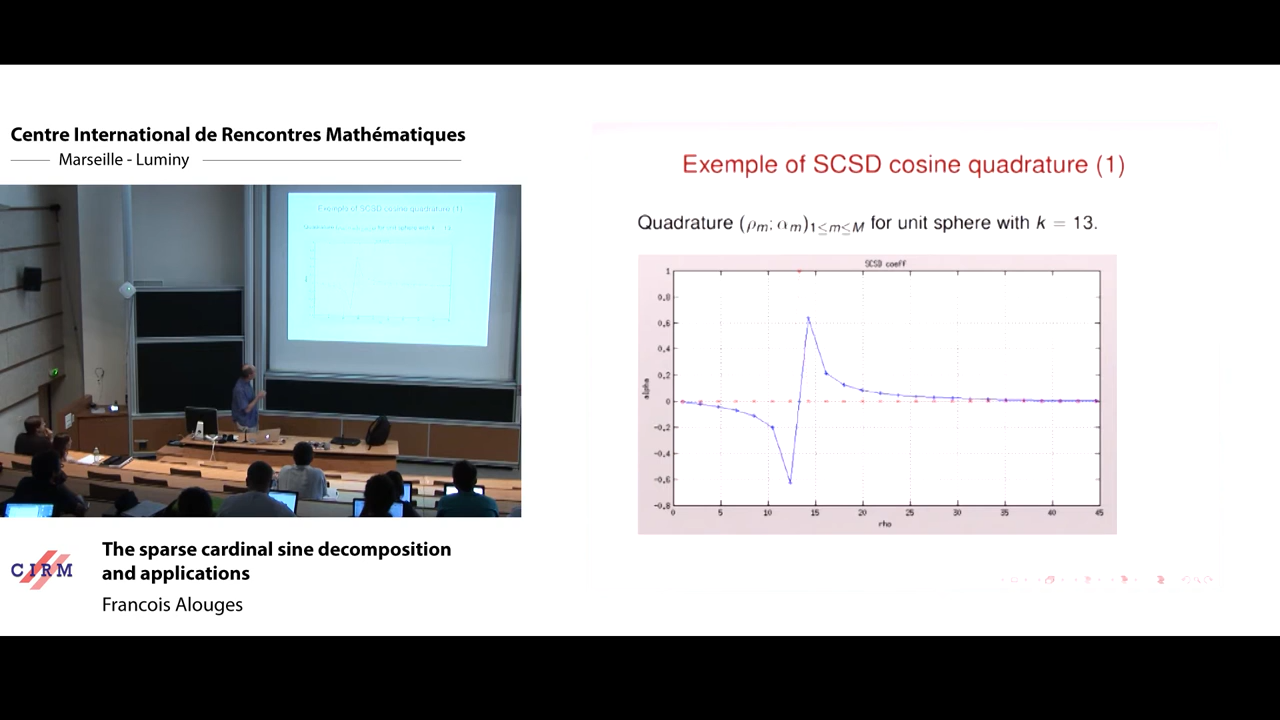 Centre International de Rencontres Mathématiques
Marseille - Luminy
Exemple of SCSD cosine quadrature (1)
Quadrature (ρm; αm)1≤m≤M for unit sphere with k = 13.
SCSD coeff
1
0.8
0.6
0.4
0.2
0
-0.2
-0.4
-0.6
-0.8
alpha
0 5 10 15 20 25 30 35 40 45
rho
CIRM
The sparse cardinal sine decomposition
and applications
Francois Alouges